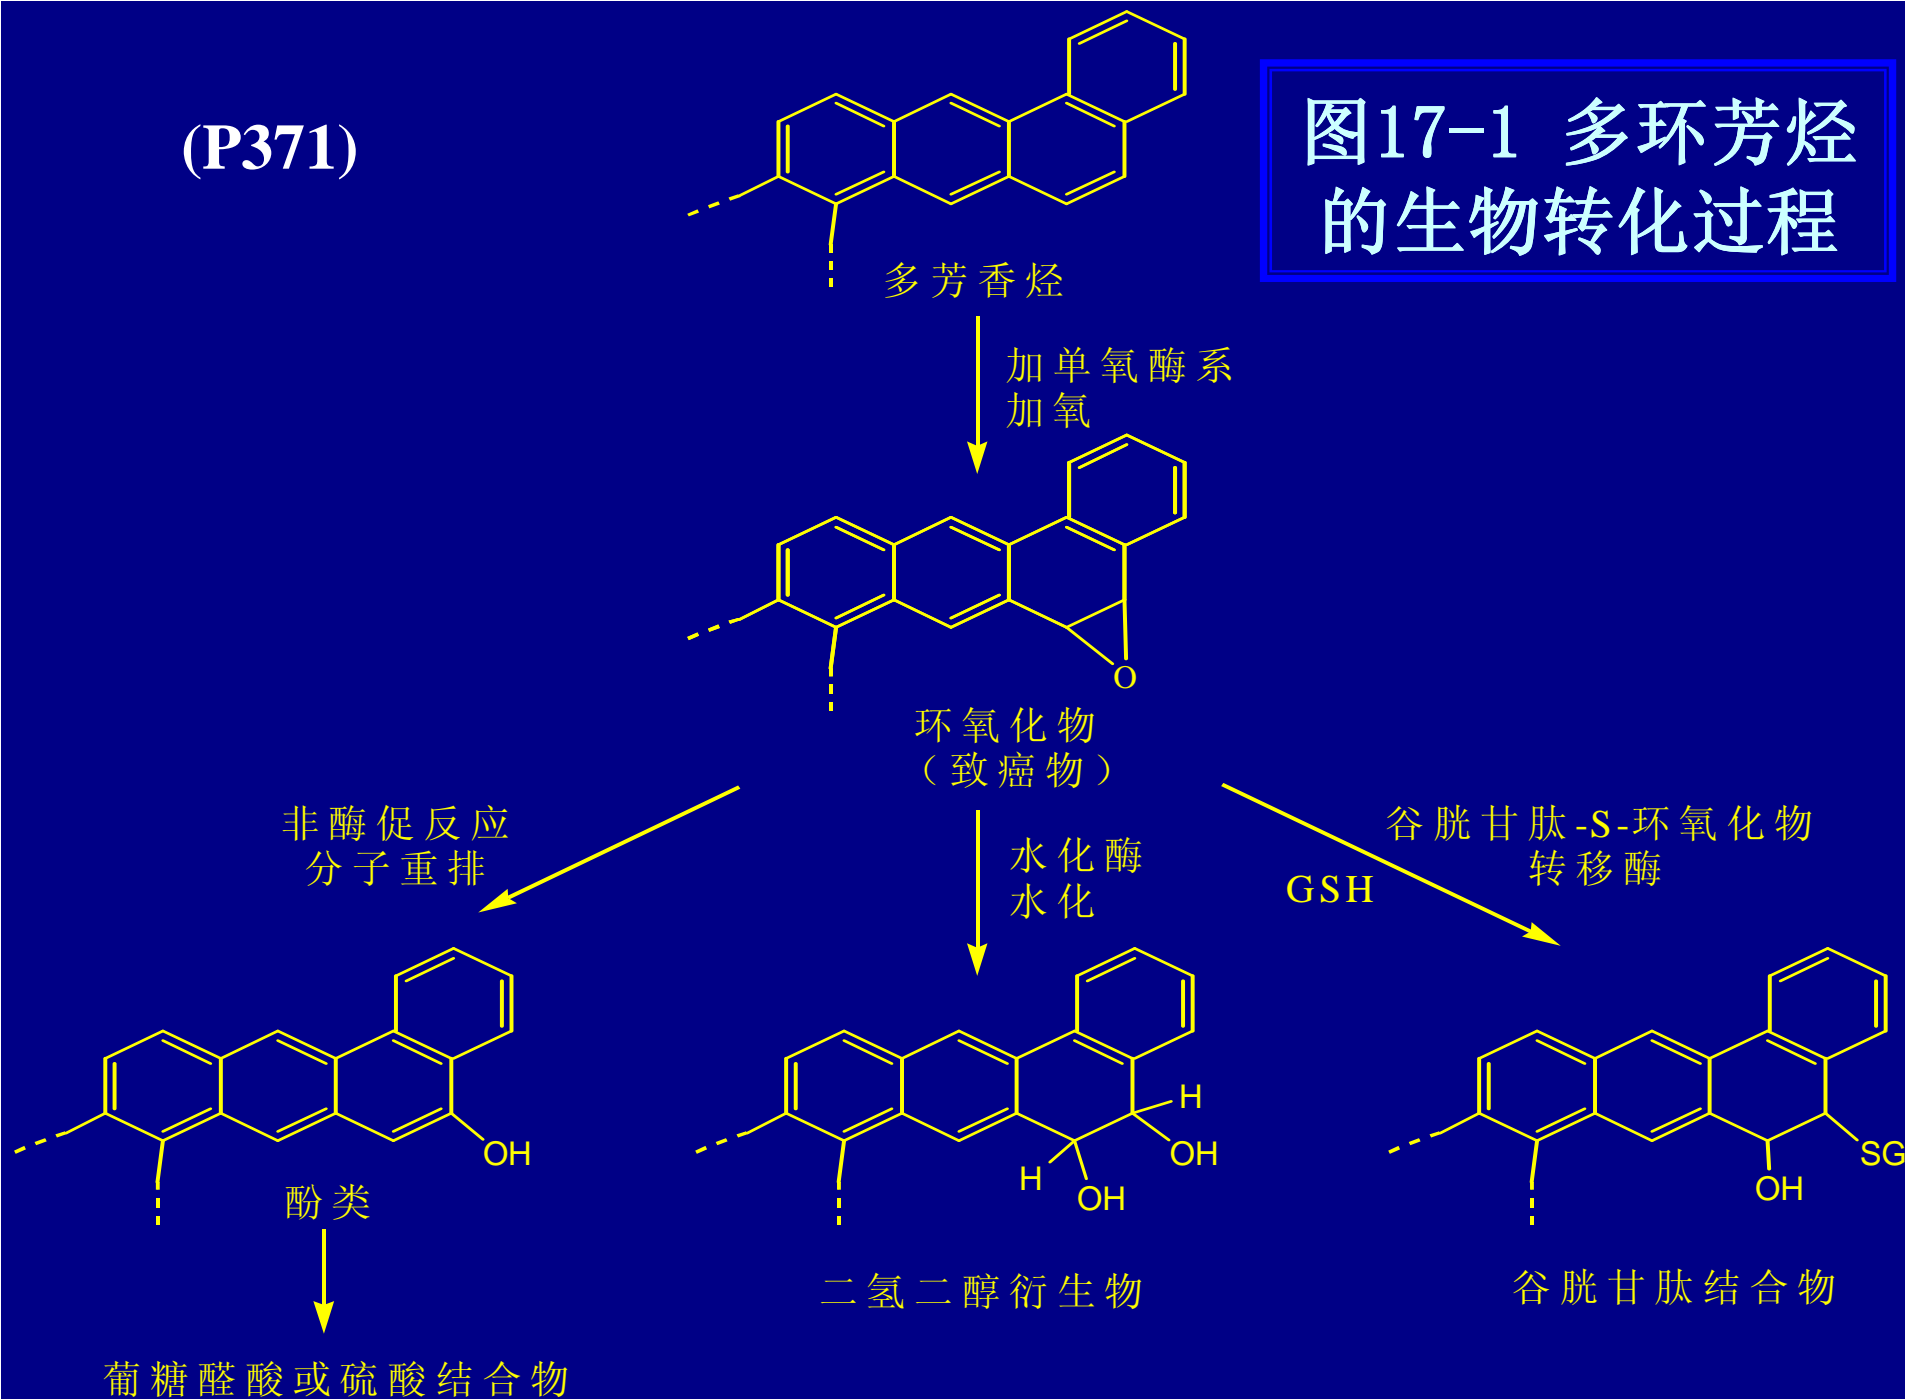 (P371)
图17-1 多环芳烃
的生物转化过程
多芳香烃
加单氧酶系
加氧
O
环氧化物
（致癌物）
非酶促反应
分子重排
水化酶
水化
谷胱甘肽-S-环氧化物
转移酶
GSH
OH
酚类
H
OH
H
OH
二氢二醇衍生物
SG
OH
谷胱甘肽结合物
葡糖醛酸或硫酸结合物